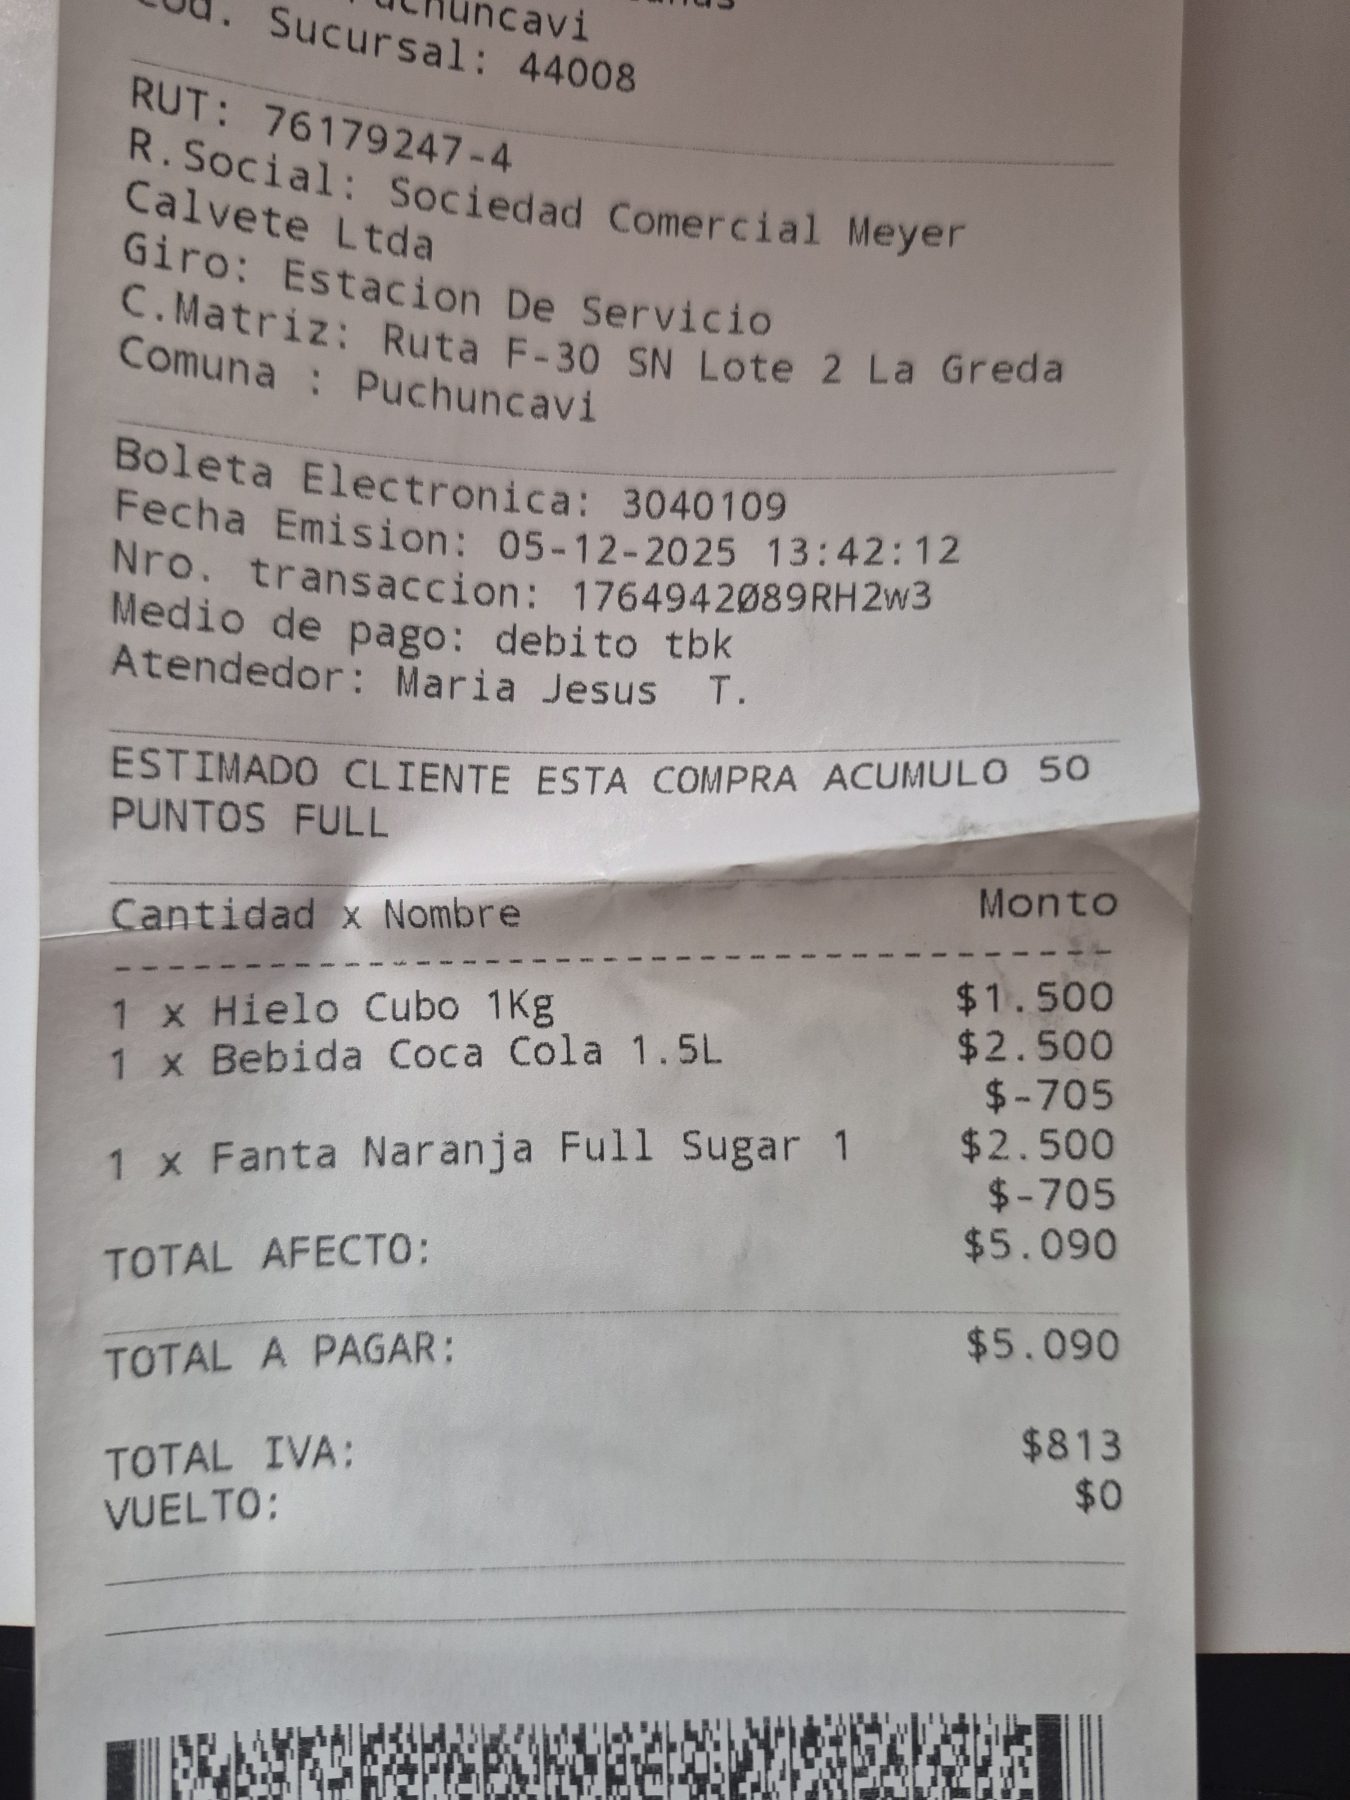 Puchuncavi
Cod. Sucursal: 44008
RUT: 76179247-4
R.Social: Sociedad Comercial Meyer
Calvete Ltda
Giro: Estacion De Servicio
C.Matriz: Ruta F-30 SN Lote 2 La Greda
Comuna : Puchuncavi
Boleta Electronica: 3040109
Fecha Emision: 05-12-2025 13:42:12
Nro. transaccion: 1764942089RH2w3
Medio de pago: debito tbk
Atendedor: Maria Jesus  T.
ESTIMADO CLIENTE ESTA COMPRA ACUMULO 50
PUNTOS FULL
Cantidad x Nombre Monto
1 x Hielo Cubo 1Kg $1.500
1 x Bebida Coca Cola 1.5L $2.500
$-705
1 x Fanta Naranja Full Sugar 1 $2.500
$-705
TOTAL AFECTO: $5.090
TOTAL A PAGAR: $5.090
TOTAL IVA: $813
VUELTO: $0